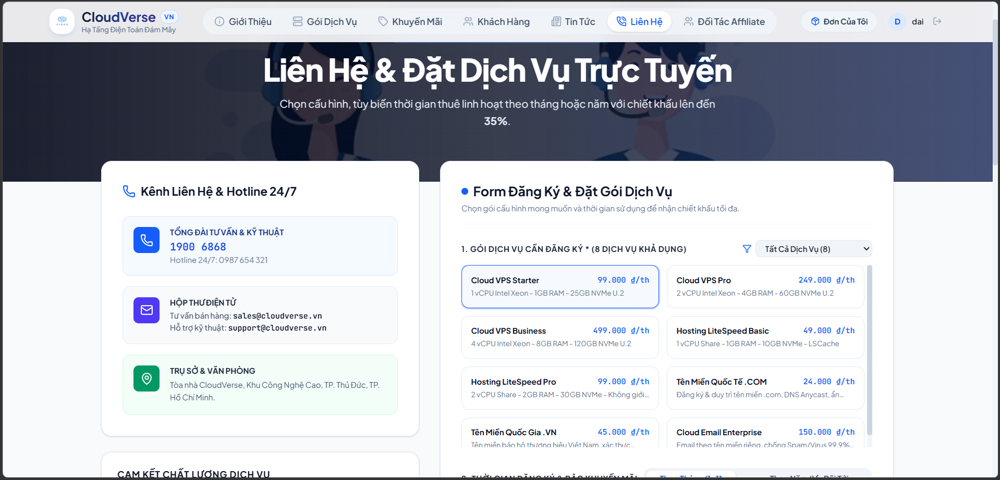 CloudVerse VN
Hạ Tầng Điện Toán Đám Mây
Giới Thiệu
Gói Dịch Vụ
Khuyến Mãi
Khách Hàng
Tin Tức
Liên Hệ
Đối Tác Affiliate
Đơn Của Tôi
D dai
Liên Hệ & Đặt Dịch Vụ Trực Tuyến
Chọn cấu hình, tùy biến thời gian thuê linh hoạt theo tháng hoặc năm với chiết khấu lên đến
35%.
Kênh Liên Hệ & Hotline 24/7
TỔNG ĐÀI TƯ VẤN & KỸ THUẬT
1900 6868
Hotline 24/7: 0987 654 321
HỘP THƯ ĐIỆN TỬ
Tư vấn bán hàng: sales@cloudverse.vn
Hỗ trợ kỹ thuật: support@cloudverse.vn
TRỤ SỞ & VĂN PHÒNG
Tòa nhà CloudVerse, Khu Công Nghệ Cao, TP. Thủ Đức, TP.
Hồ Chí Minh.
CAM KẾT CHẤT LƯỢNG DỊCH VỤ
Form Đăng Ký & Đặt Gói Dịch Vụ
Chọn gói cấu hình mong muốn và thời gian sử dụng để nhận chiết khấu tối đa.
1. GÓI DỊCH VỤ CẦN ĐĂNG KÝ * (8 DỊCH VỤ KHẢ DỤNG)
Tất Cả Dịch Vụ (8)
Cloud VPS Starter 99.000 ₫/th
1 vCPU Intel Xeon - 1GB RAM - 25GB NVMe U.2
Cloud VPS Pro 249.000 ₫/th
2 vCPU Intel Xeon - 4GB RAM - 60GB NVMe U.2
Cloud VPS Business 499.000 ₫/th
4 vCPU Intel Xeon - 8GB RAM - 120GB NVMe U.2
Hosting LiteSpeed Basic 49.000 ₫/th
1 vCPU Share - 1GB RAM - 10GB NVMe - LSCache
Hosting LiteSpeed Pro 99.000 ₫/th
2 vCPU Share - 2GB RAM - 30GB NVMe - Không giới...
Tên Miền Quốc Tế .COM 24.000 ₫/th
Đăng ký & duy trì tên miền .com, DNS Anycast, ẩn...
Tên Miền Quốc Gia .VN 45.000 ₫/th
Tên miền bảo hộ thương hiệu Việt Nam, xác thực...
Cloud Email Enterprise 150.000 ₫/th
Email theo tên miền riêng, chống Spam/Virus 99.9%...
2. THỜI GIAN ĐĂNG KÝ & BẬC KHUYẾN MÃI